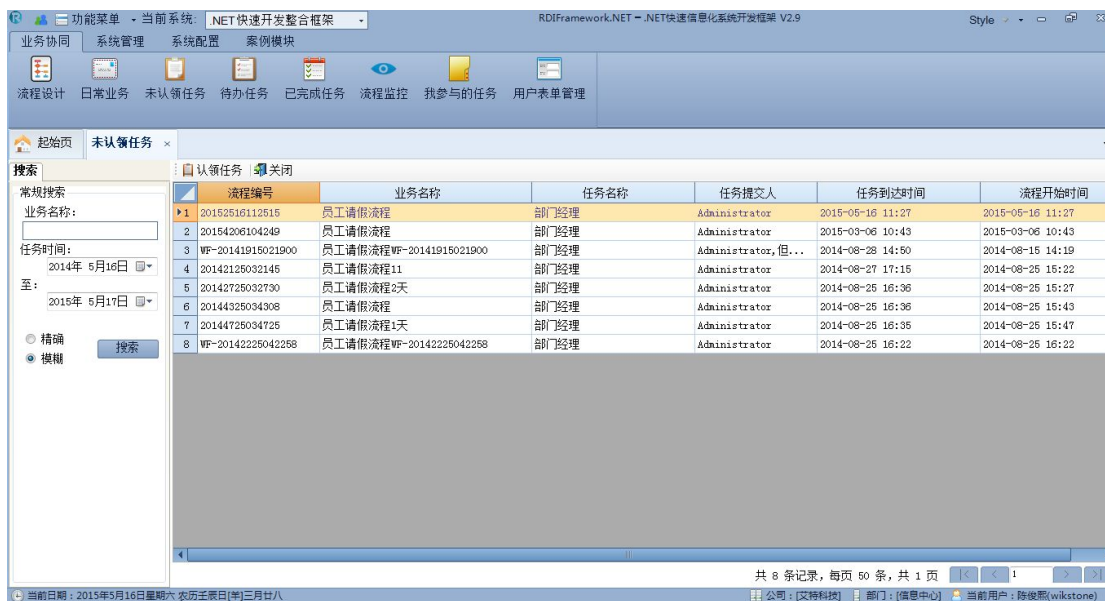 功能菜单 当前系统: .NET快速开发整合框架 RDIFramework.NET - .NET快速信息化系统开发框架 V2.9 Style
业务协同 系统管理 系统配置 案例模块
流程设计 日常业务 未认领任务 待办任务 已完成任务 流程监控 我参与的任务 用户表单管理
起始页 未认领任务 ×
搜索 认领任务 关闭
常规搜索
业务名称:
任务时间:
2014年 5月16日
至:
2015年 5月17日
精确
模糊
搜索
流程编号 业务名称 任务名称 任务提交人 任务到达时间 流程开始时间
1 20152516112515 员工请假流程 部门经理 Administrator 2015-05-16 11:27 2015-05-16 11:27
2 20154206104249 员工请假流程 部门经理 Administrator 2015-03-06 10:43 2015-03-06 10:43
3 WF-20141915021900 员工请假流程WF-20141915021900 部门经理 Administrator,但... 2014-08-28 14:50 2014-08-15 14:19
4 20142125032145 员工请假流程11 部门经理 Administrator 2014-08-27 17:15 2014-08-25 15:22
5 20142725032730 员工请假流程2天 部门经理 Administrator 2014-08-25 16:36 2014-08-25 15:27
6 20144325034308 员工请假流程 部门经理 Administrator 2014-08-25 16:36 2014-08-25 15:43
7 20144725034725 员工请假流程1天 部门经理 Administrator 2014-08-25 16:35 2014-08-25 15:47
8 WF-20142225042258 员工请假流程WF-20142225042258 部门经理 Administrator 2014-08-25 16:22 2014-08-25 16:22
共 8 条记录，每页 50 条，共 1 页 1
当前日期：2015年5月16日星期六 农历壬辰日[羊]三月廿八 公司：[艾特科技] 部门：[信息中心] 当前用户：陈俊熙(wikstone)